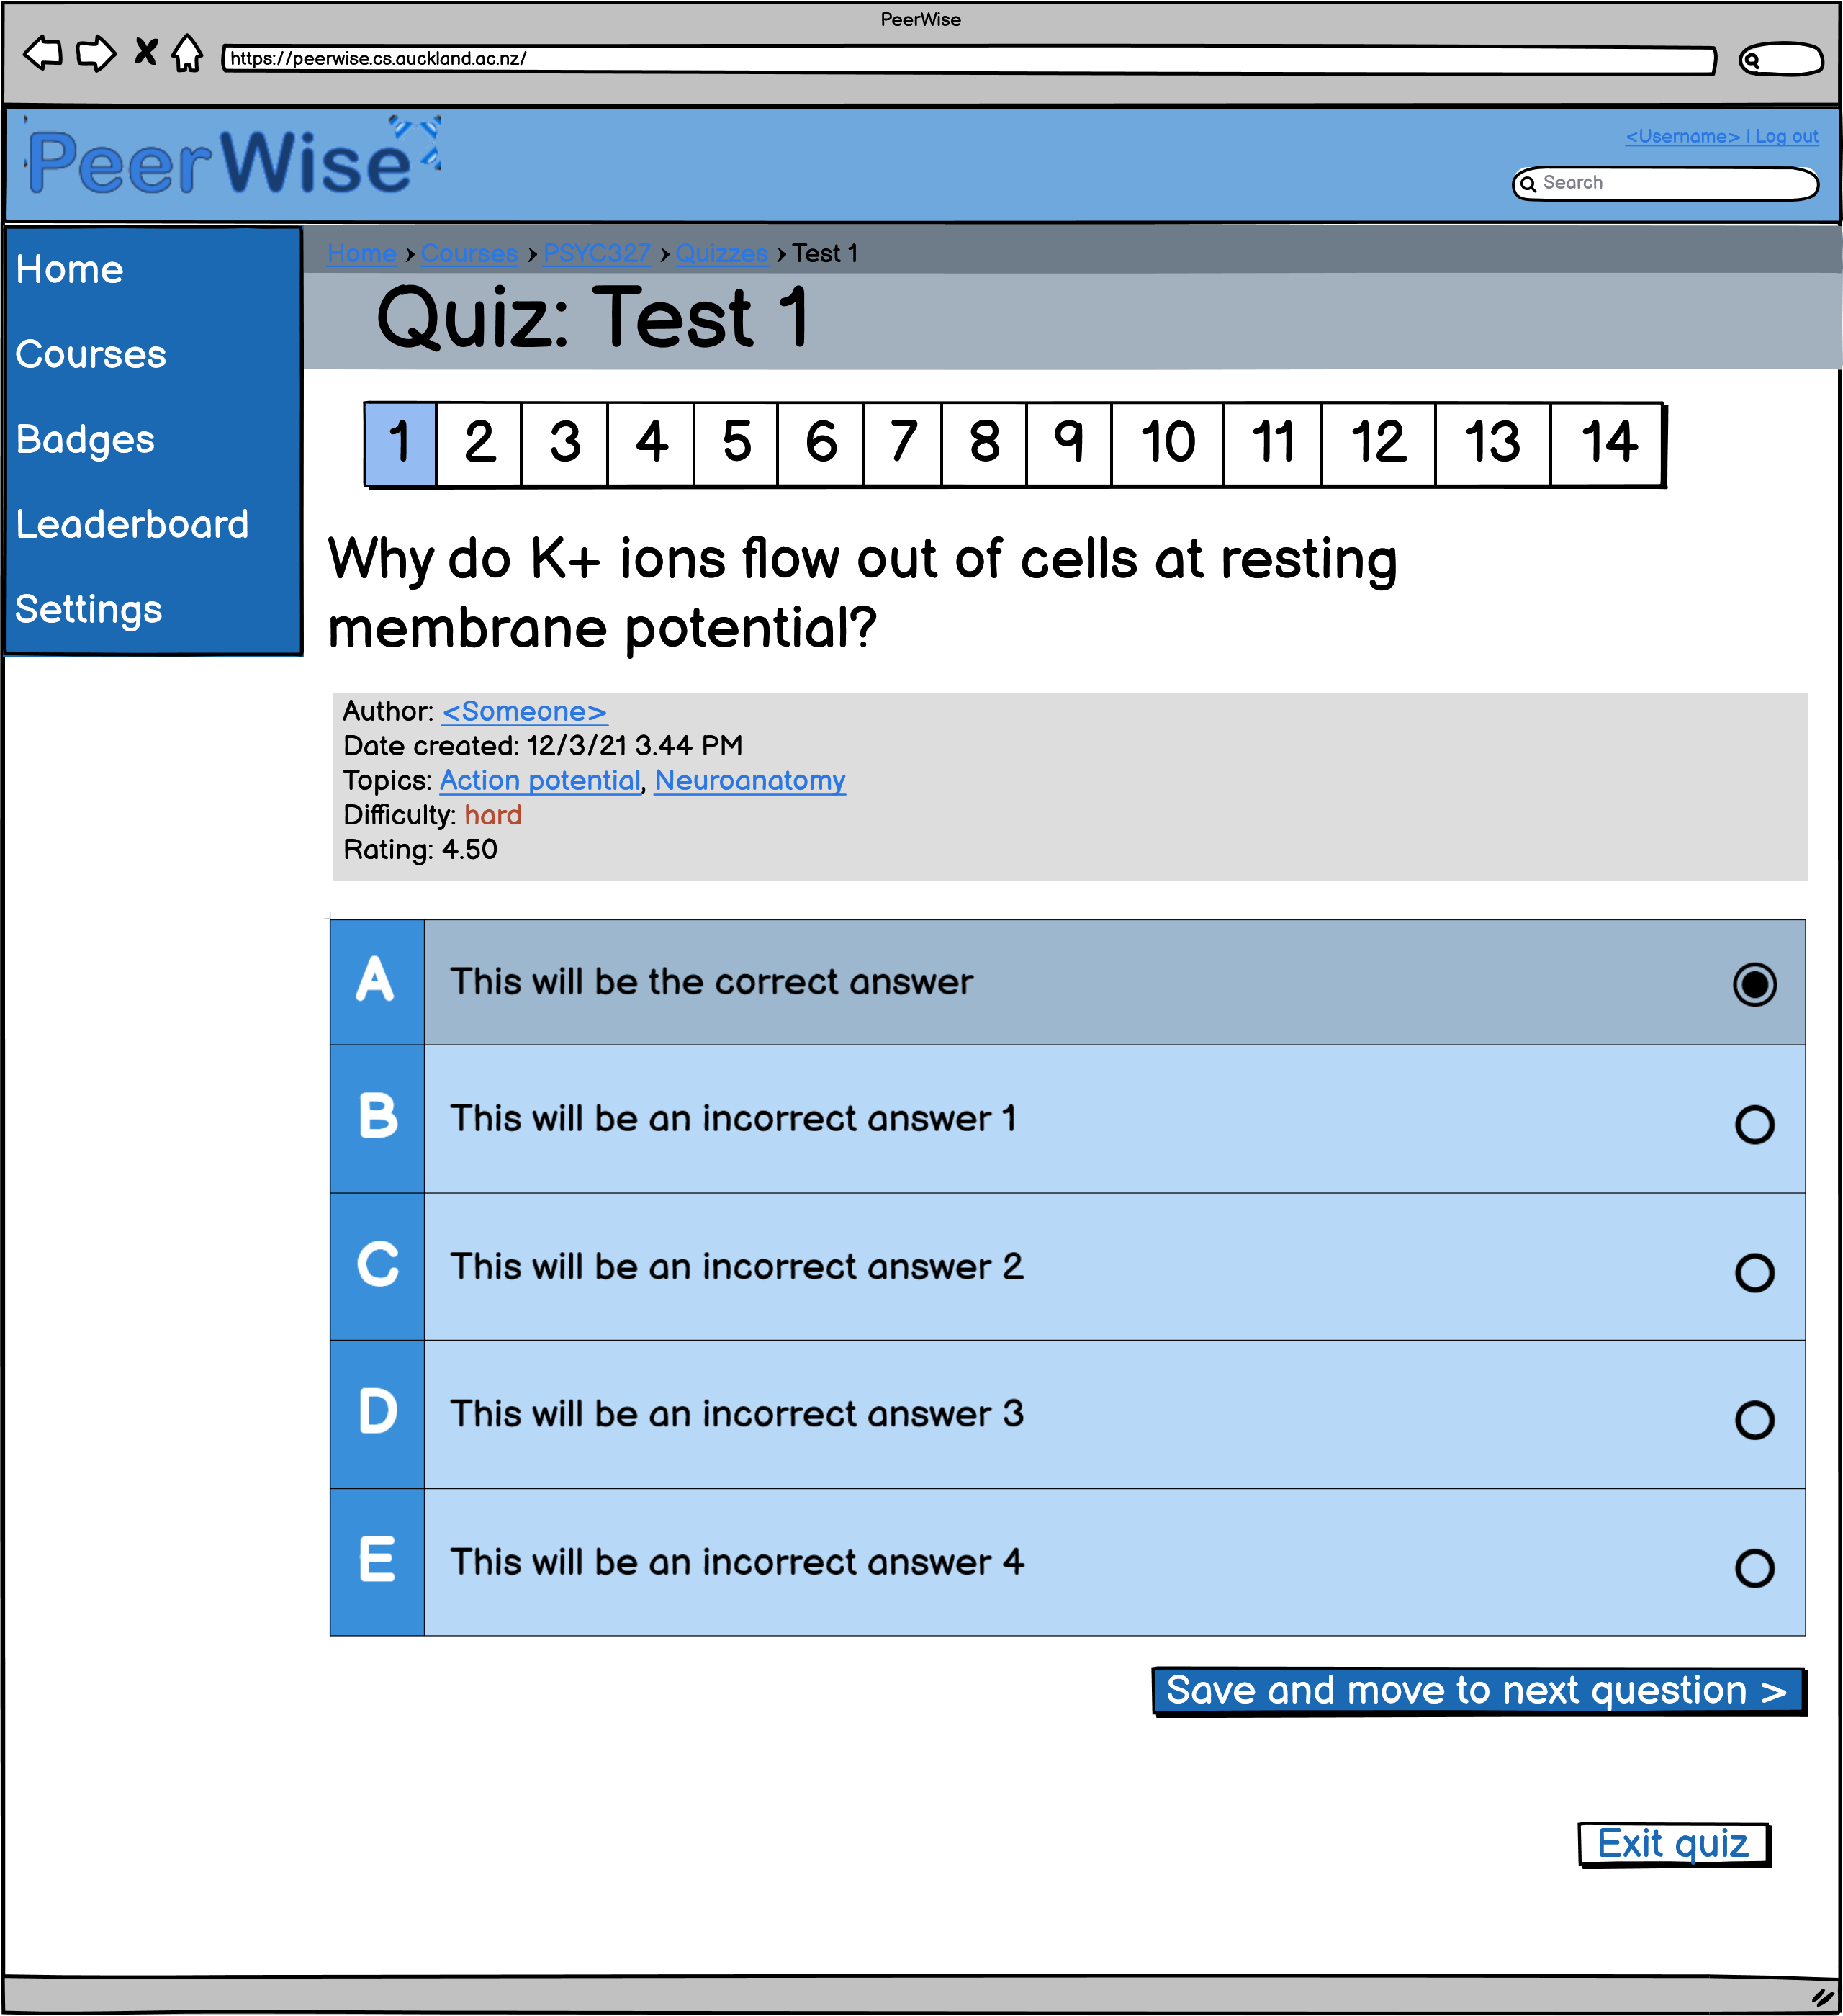 PeerWise
https://peerwise.cs.auckland.ac.nz/
PeerWise
<Username> | Log out
Search
Home
Courses
Badges
Leaderboard
Settings
Home › Courses › PSYC327 › Quizzes › Test 1
Quiz: Test 1
1 2 3 4 5 6 7 8 9 10 11 12 13 14
Why do K+ ions flow out of cells at resting
membrane potential?
Author: <Someone>
Date created: 12/3/21 3.44 PM
Topics: Action potential, Neuroanatomy
Difficulty: hard
Rating: 4.50
A This will be the correct answer
B This will be an incorrect answer 1
C This will be an incorrect answer 2
D This will be an incorrect answer 3
E This will be an incorrect answer 4
Save and move to next question >
Exit quiz